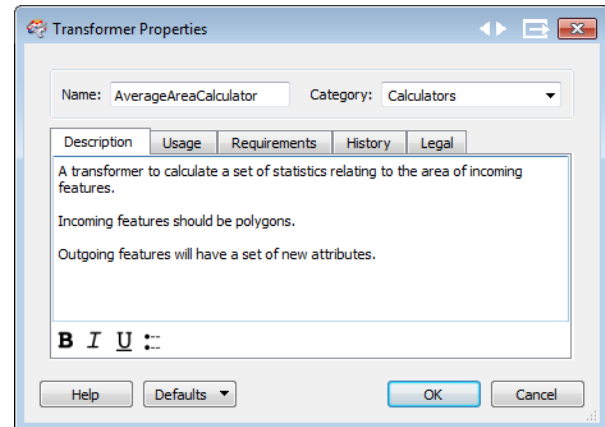 Transformer Properties
Name: AverageAreaCalculator Category: Calculators
Description Usage Requirements History Legal
A transformer to calculate a set of statistics relating to the area of incoming
features.
Incoming features should be polygons.
Outgoing features will have a set of new attributes.
B I U
Help Defaults OK Cancel